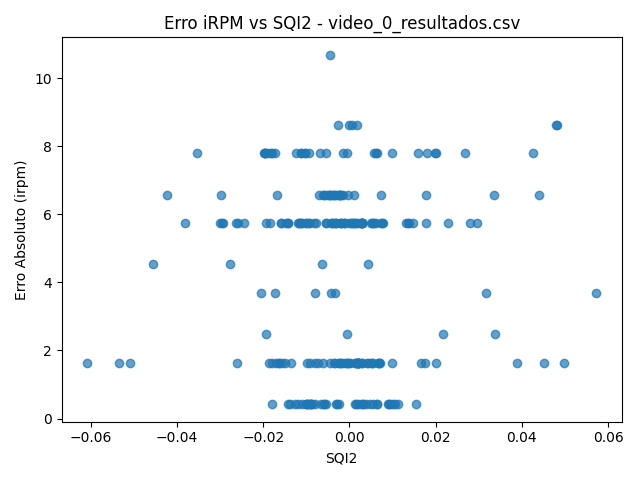 Erro iRPM vs SQI2 - video_0_resultados.csv
Erro Absoluto (irpm)
10
8
6
4
2
0
−0.06 −0.04 −0.02 0.00 0.02 0.04 0.06
SQI2